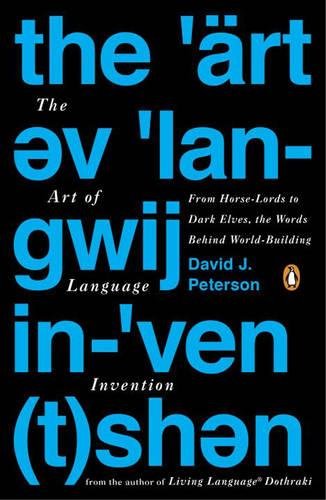 the 'ärt
The
əv 'lan-
Art of
From Horse-Lords to
Dark Elves, the Words
Behind World-Building
gwij
David J.
Peterson
Language
in-'ven
Invention
(t)shən
from the author of Living Language® Dothraki